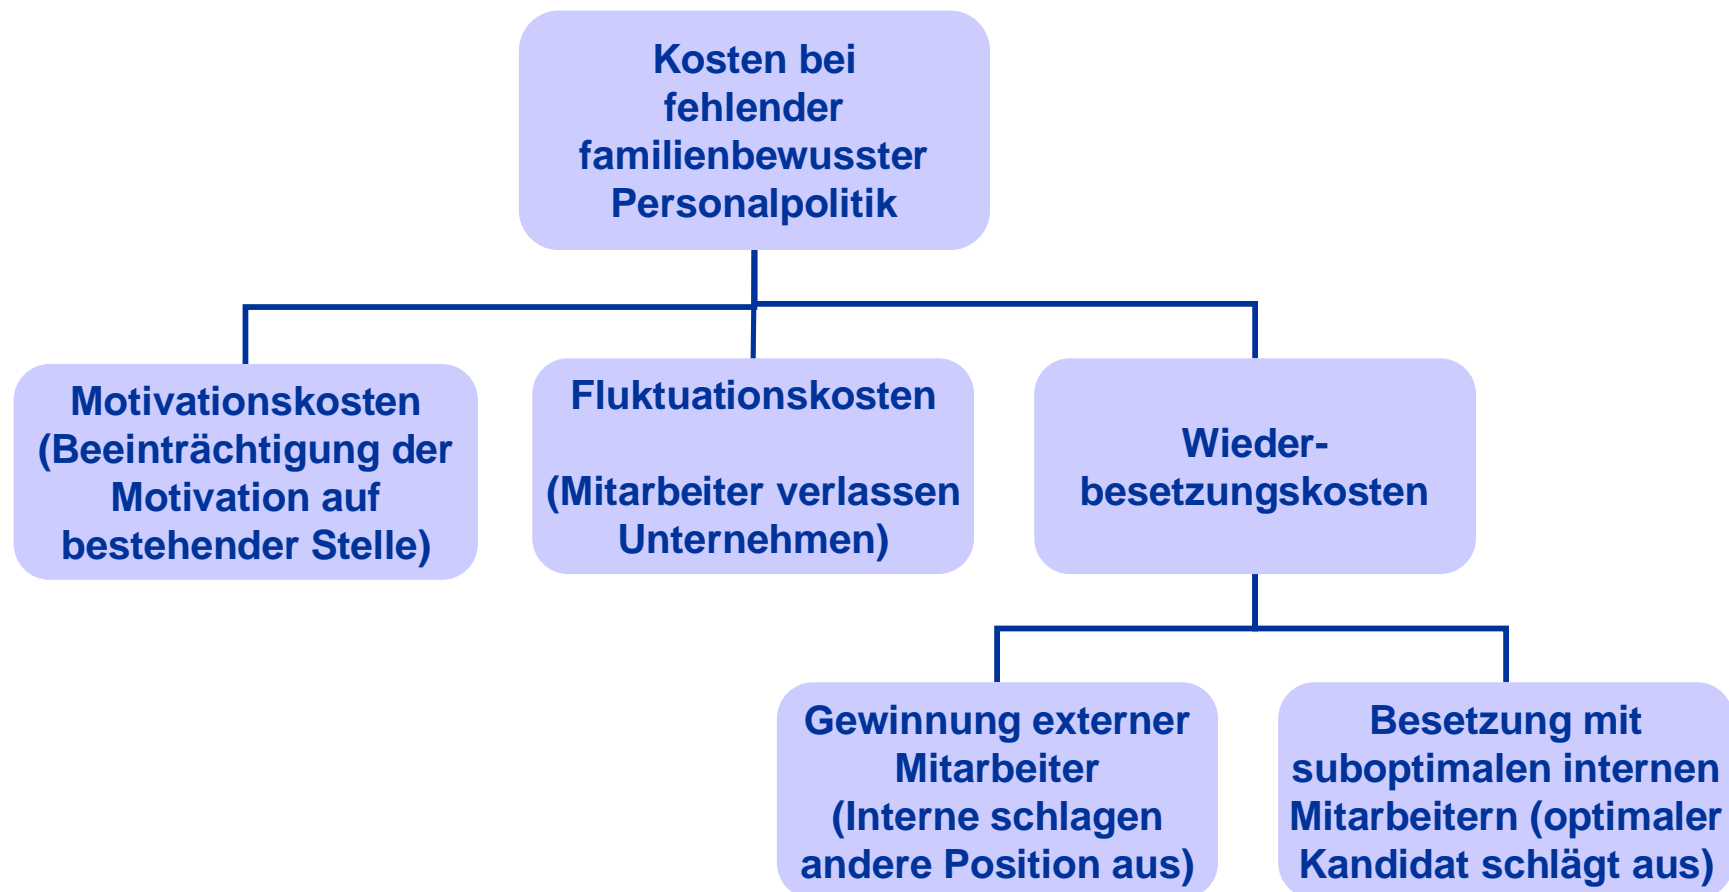 Kosten bei
fehlender
familienbewusster
Personalpolitik
Motivationskosten
(Beeinträchtigung der
Motivation auf
bestehender Stelle)
Fluktuationskosten
(Mitarbeiter verlassen
Unternehmen)
Wieder-
besetzungskosten
Gewinnung externer
Mitarbeiter
(Interne schlagen
andere Position aus)
Besetzung mit
suboptimalen internen
Mitarbeitern (optimaler
Kandidat schlägt aus)